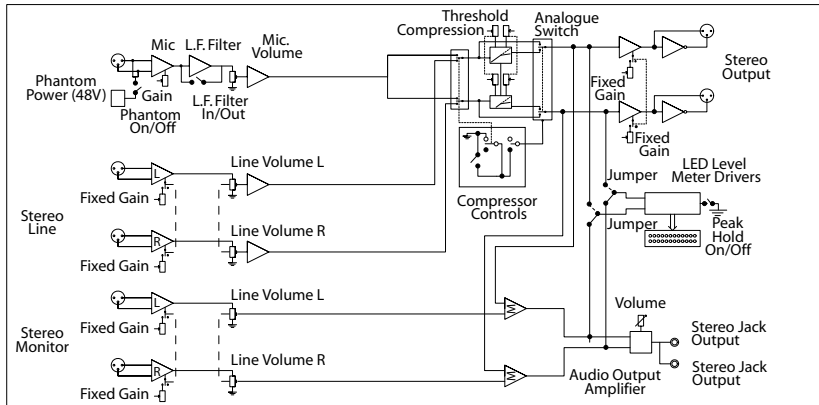 Threshold
Compression
Analogue
Switch
Mic
L.F. Filter
Mic.
Volume
Phantom
Power (48V)
Gain
Phantom
On/Off
L.F. Filter
In/Out
Fixed
Gain
Stereo
Output
Fixed
Gain
Compressor
Controls
LED Level
Meter Drivers
Jumper
Jumper
Peak
Hold
On/Off
Stereo
Line
L
Line Volume L
Fixed Gain
R
Line Volume R
Fixed Gain
Stereo
Monitor
L
Line Volume L
Fixed Gain
R
Line Volume R
Fixed Gain
M
M
Volume
Audio Output
Amplifier
Stereo Jack
Output
Stereo Jack
Output